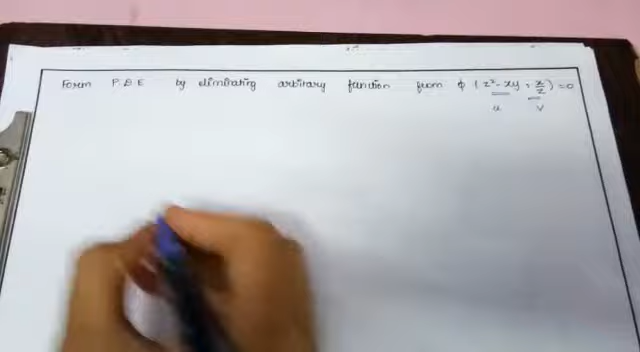 Form P.D.E by eliminating arbitrary function from φ (z² - xy, x/z) = 0
u v